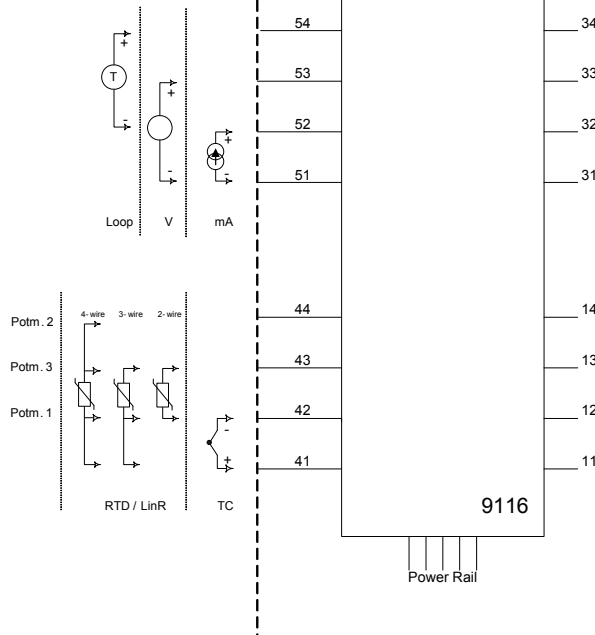 54
34
+
53
33
T
+
52
32
-
+
51
31
-
-
Loop
V
mA
44
14
4- wire
3- wire
2- wire
Potm. 2
43
13
Potm. 3
42
12
Potm. 1
-
+
41
11
RTD / LinR
TC
9116
Power Rail